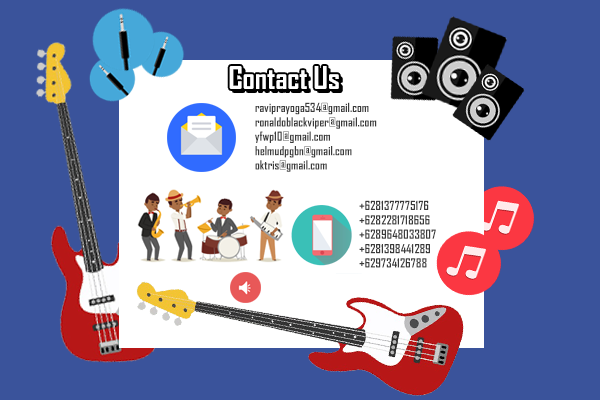 Contact Us
raviprayoga534@gmail.com
ronaldoblackviper@gmail.com
yfwp10@gmail.com
helmudpgbn@gmail.com
oktris@gmail.com
+6281377775176
+6282281718656
+6289648033807
+6281398441289
+629734126788